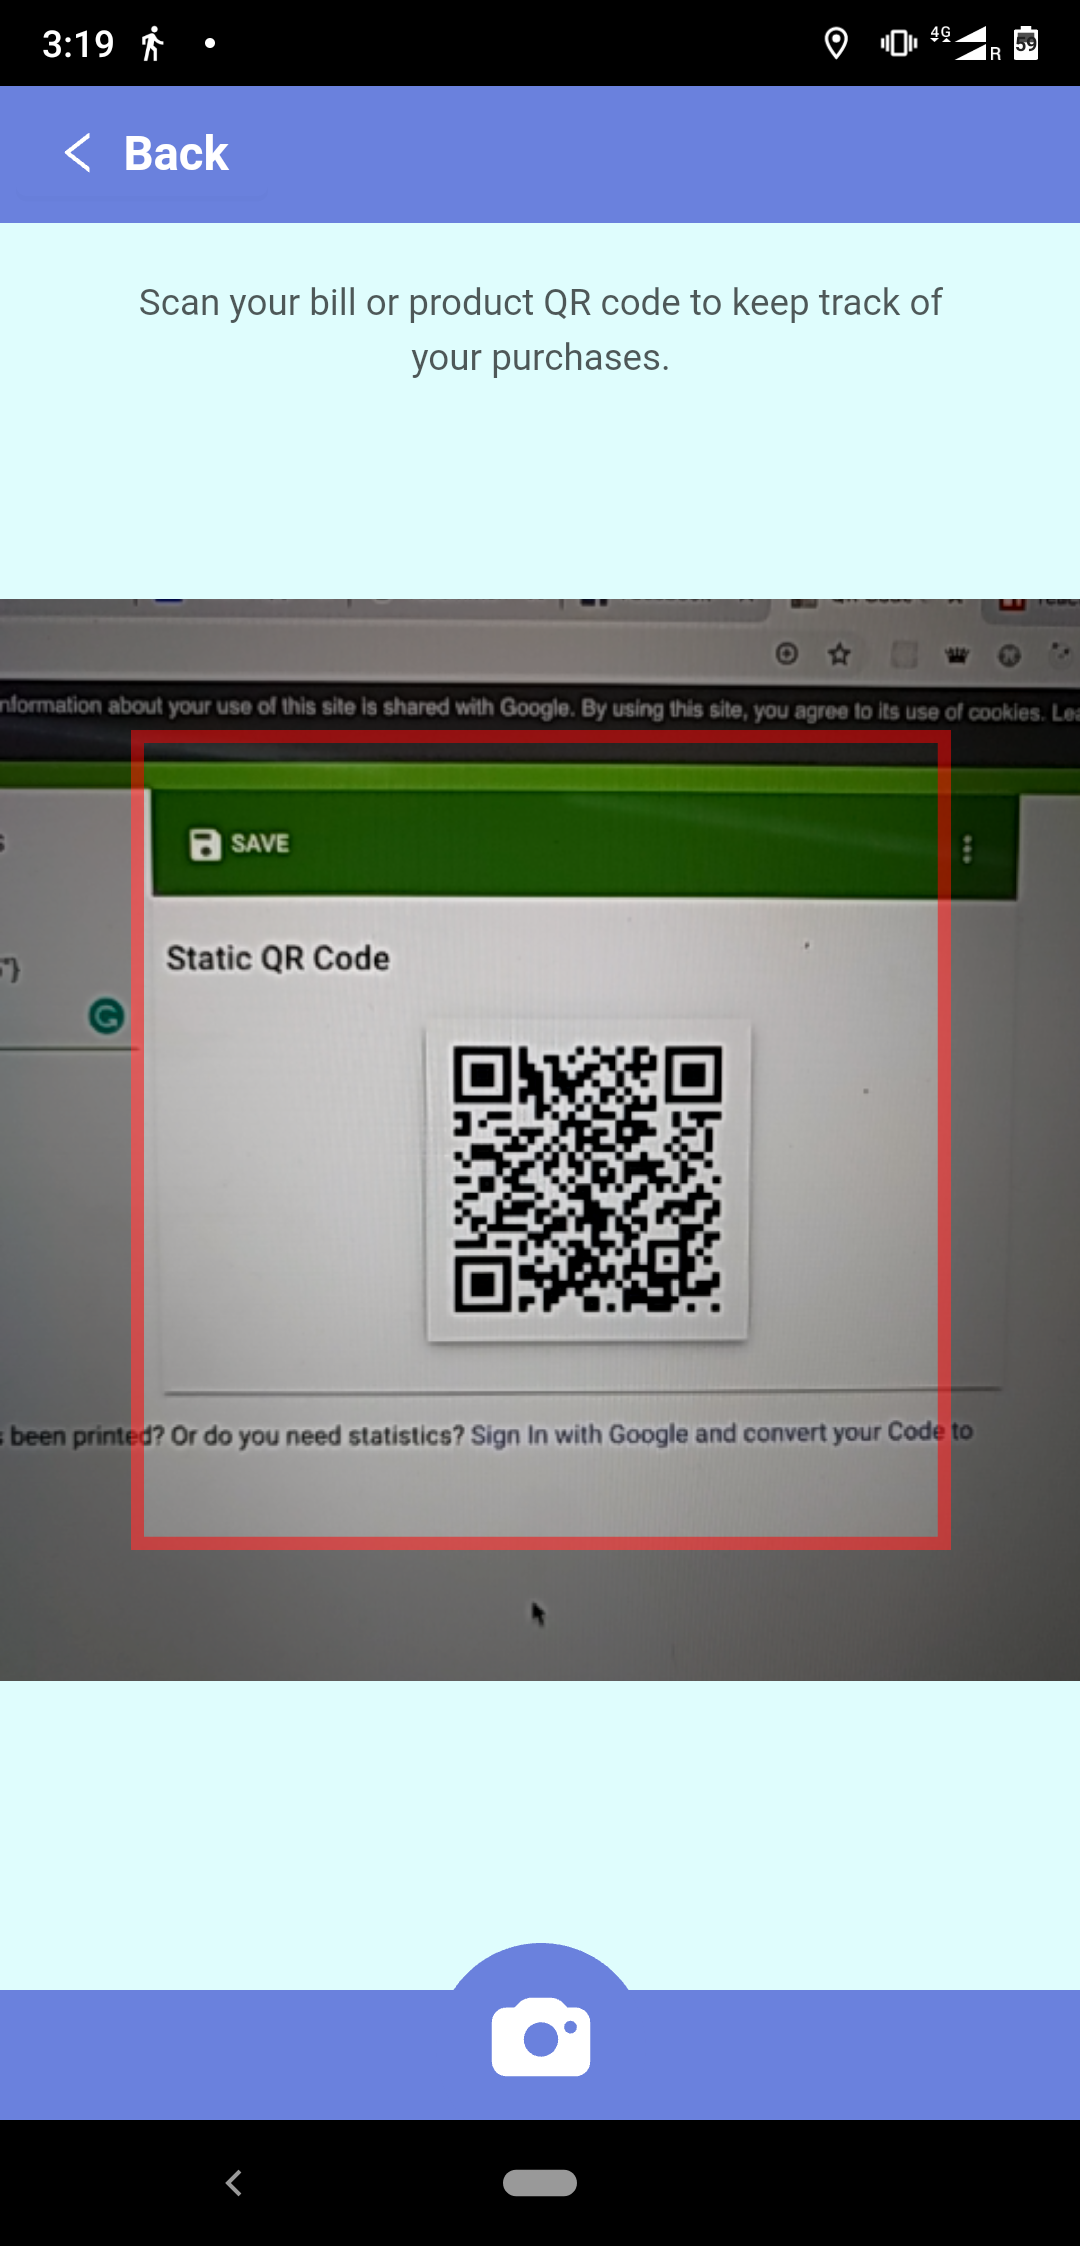 3:19
4G
R
59
Back
Scan your bill or product QR code to keep track of
your purchases.
nformation about your use of this site is shared with Google. By using this site, you agree to its use of cookies.
SAVE
"}
Static QR Code
G
been printed? Or do you need statistics? Sign In with Google and convert your Code to